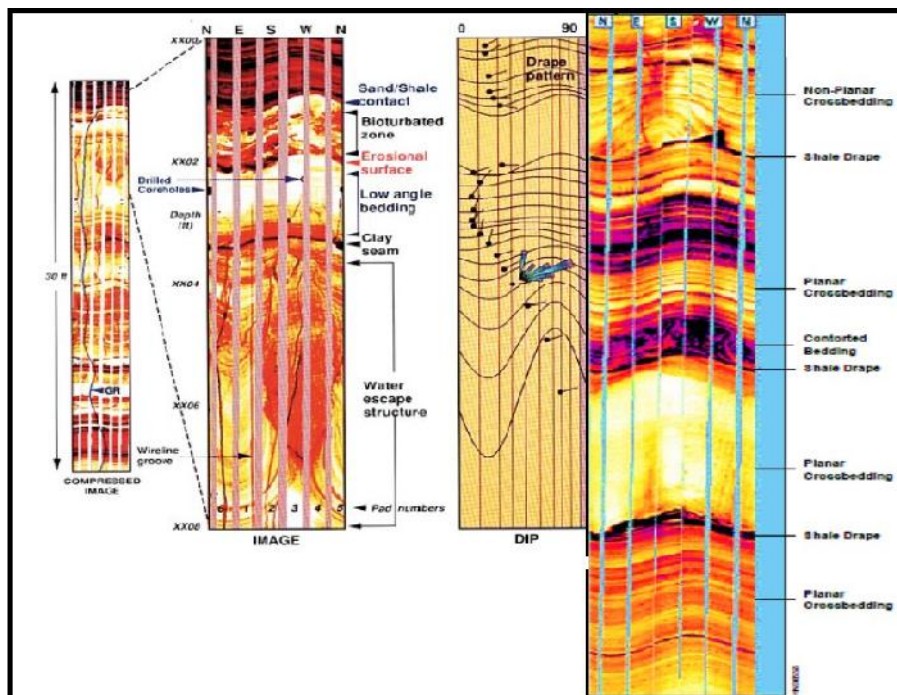 30 ft
GR
COMPRESSED
IMAGE
N E S W N
XX00
XX02
Drilled
Coreholes
Depth
(ft)
XX04
XX06
Wireline
groove
XX08
6 1 2 3 4 5
IMAGE
Sand/Shale
contact
Bioturbated
zone
Erosional
surface
Low angle
bedding
Clay
seam
Water
escape
structure
Pad numbers
0 90
Drape
pattern
DIP
N E S W N
Non-Planar
Crossbedding
Shale Drape
Planar
Crossbedding
Contorted
Bedding
Shale Drape
Planar
Crossbedding
Shale Drape
Planar
Crossbedding